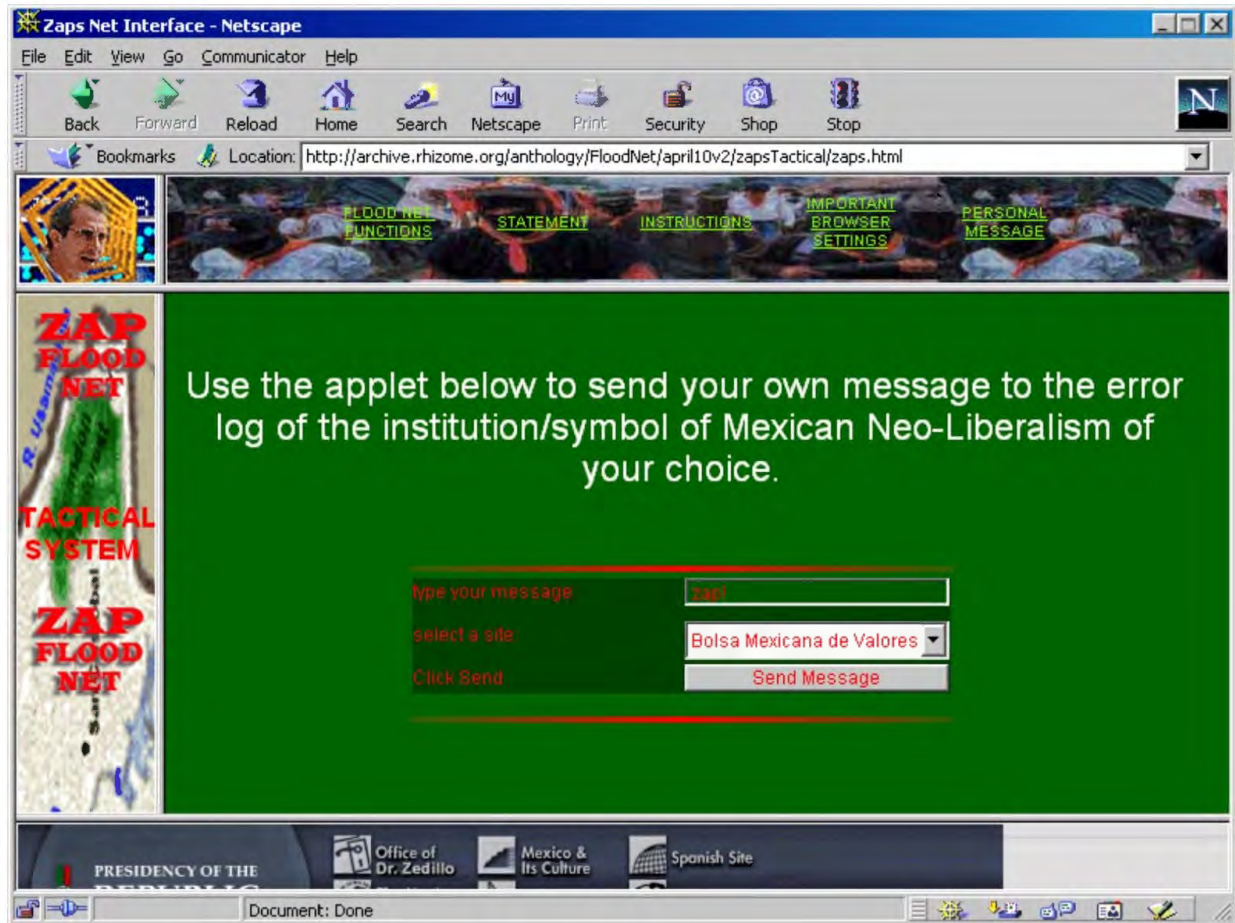 Zaps Net Interface - Netscape
File Edit View Go Communicator Help
Back Forward Reload Home Search Netscape Print Security Shop Stop
My
N
Bookmarks Location: http://archive.rhizome.org/anthology/FloodNet/april10v2/zapsTactical/zaps.html
FLOOD NET FUNCTIONS
STATEMENT
INSTRUCTIONS
IMPORTANT BROWSER SETTINGS
PERSONAL MESSAGE
ZAP
FLOOD
NET
TACTICAL
SYSTEM
ZAP
FLOOD
NET
Use the applet below to send your own message to the error
log of the institution/symbol of Mexican Neo-Liberalism of
your choice.
type your message zap!
select a site Bolsa Mexicana de Valores
Click Send Send Message
PRESIDENCY OF THE
REPUBLIC
Office of
Dr. Zedillo
Mexico &
Its Culture
Spanish Site
Document: Done